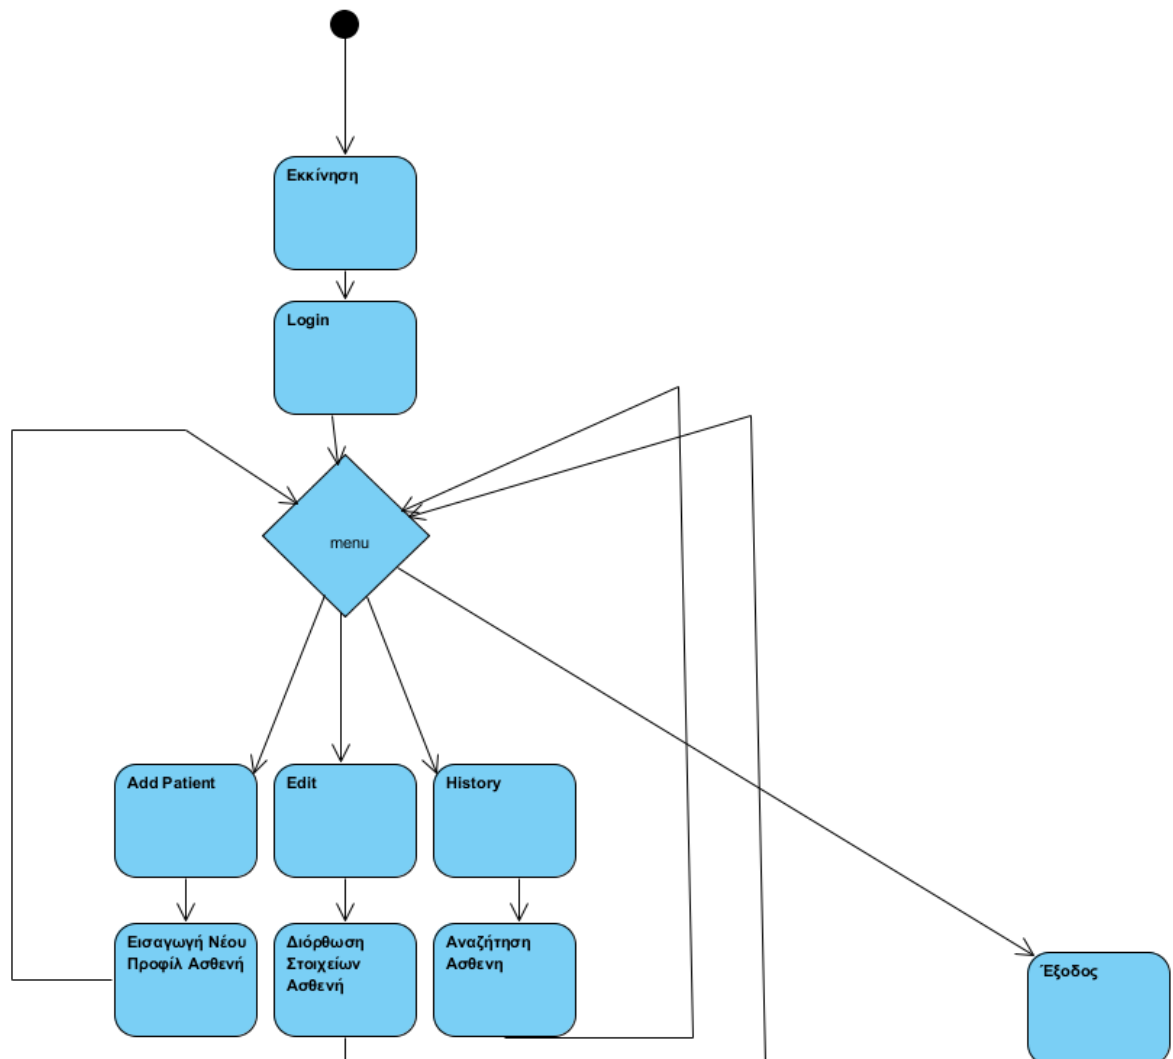 Εκκίνηση
Login
menu
Add Patient
Edit
History
Εισαγωγή Νέου
Προφίλ Ασθενή
Διόρθωση
Στοιχείων
Ασθενή
Αναζήτηση
Ασθενη
Έξοδος